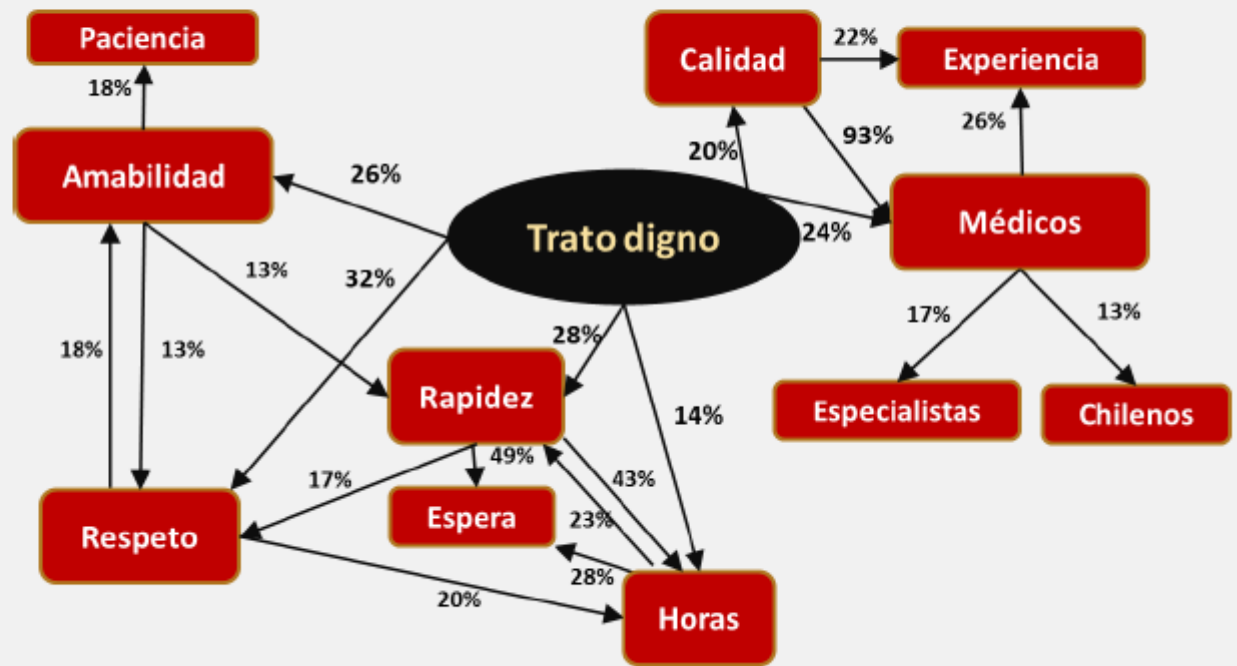 Paciencia
Calidad
22%
Experiencia
18%
Amabilidad
26%
20%
93%
26%
Trato digno
24%
Médicos
13%
32%
18%
13%
28%
14%
17%
13%
Rapidez
Especialistas
Chilenos
17%
49%
43%
Respeto
Espera
23%
28%
20%
Horas